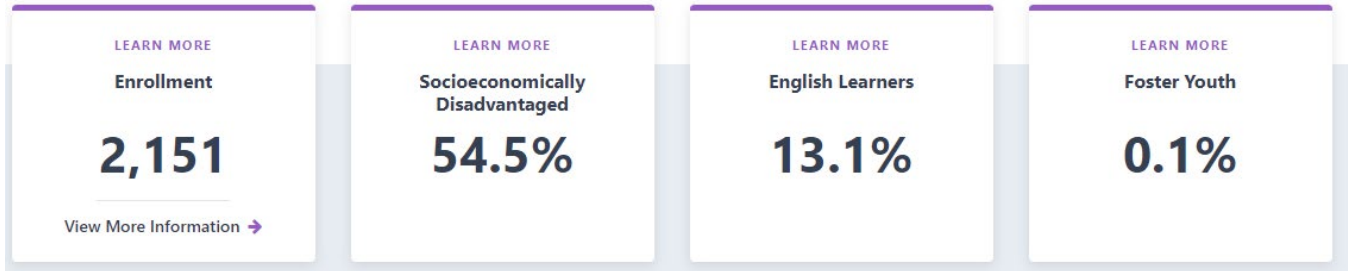 LEARN MORE
Enrollment
2,151
View More Information
LEARN MORE
Socioeconomically
Disadvantaged
54.5%
LEARN MORE
English Learners
13.1%
LEARN MORE
Foster Youth
0.1%